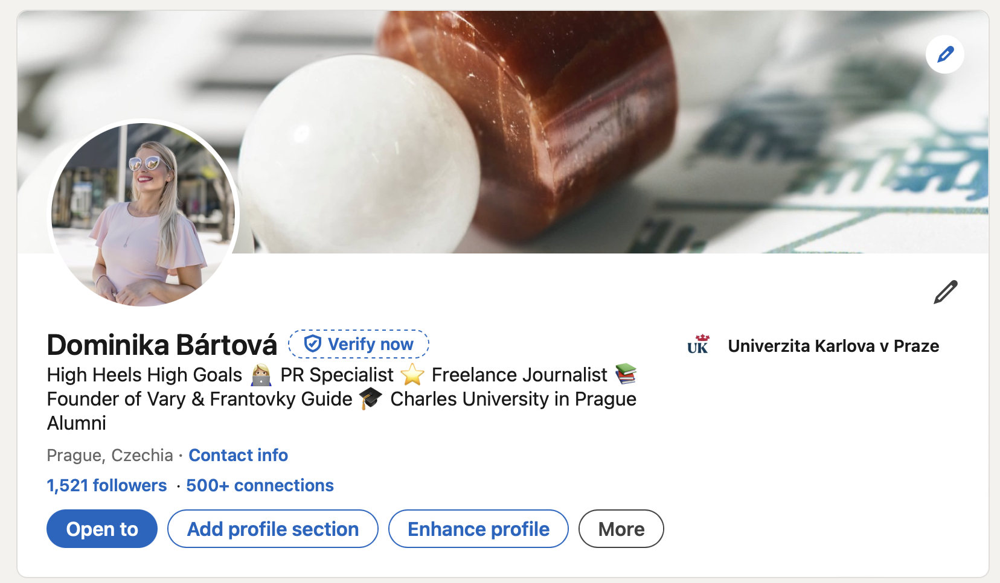 Dominika Bártová
Verify now
UK
Univerzita Karlova v Praze
High Heels High Goals 👩🏼‍💻 PR Specialist ⭐ Freelance Journalist 📚
Founder of Vary & Frantovky Guide 🎓 Charles University in Prague
Alumni
Prague, Czechia · Contact info
1,521 followers · 500+ connections
Open to
Add profile section
Enhance profile
More